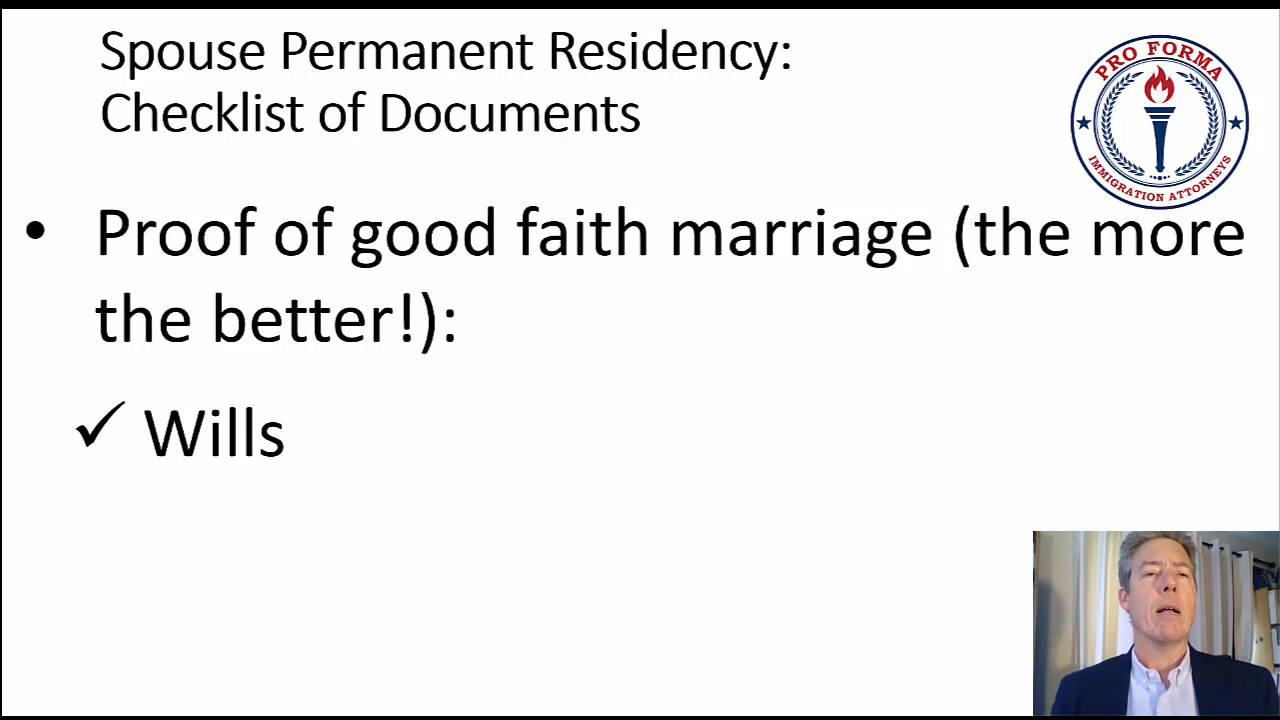 Spouse Permanent Residency:
Checklist of Documents
PRO FORMA
IMMIGRATION ATTORNEYS
• Proof of good faith marriage (the more
the better!):
✓ Wills